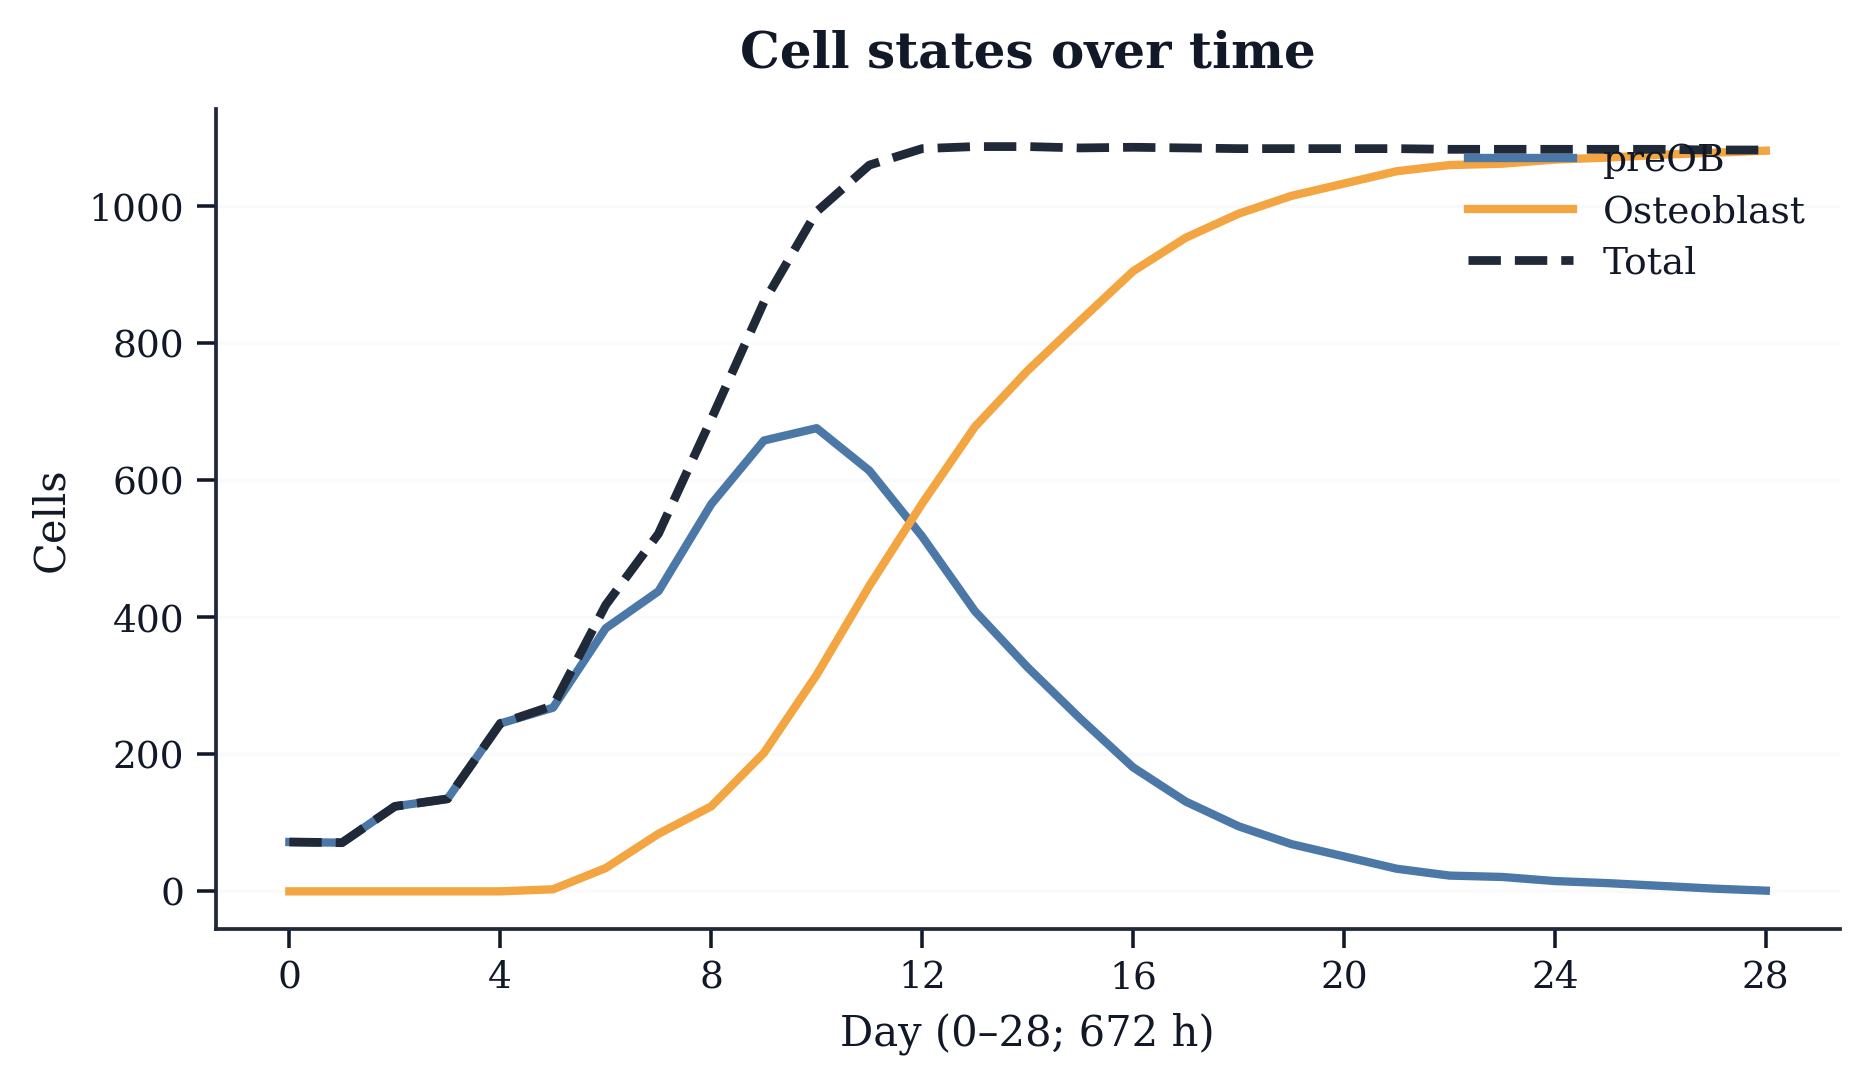 Cell states over time
Cells
1000
800
600
400
200
0
preOB
Osteoblast
Total
0 4 8 12 16 20 24 28
Day (0–28; 672 h)